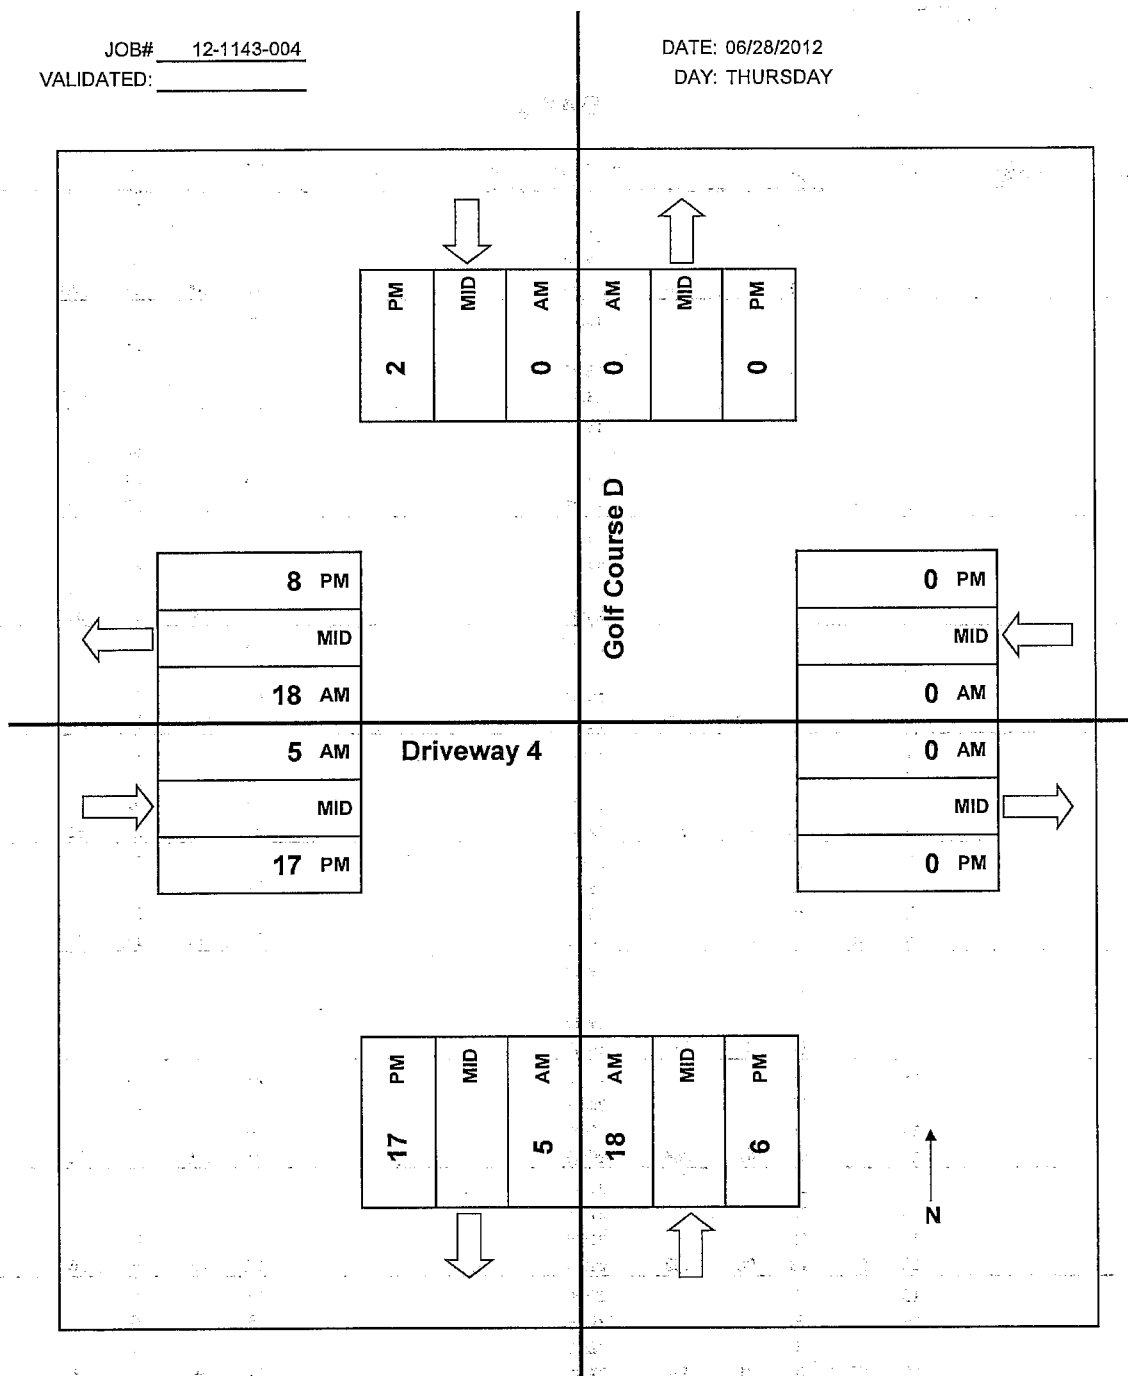 JOB# 12-1143-004
DATE: 06/28/2012
VALIDATED:
DAY: THURSDAY
PM MID AM AM MID PM
2 0 0 0
Golf Course D
8 PM
MID
18 AM
5 AM
MID
17 PM
0 PM
MID
0 AM
0 AM
MID
0 PM
Driveway 4
PM MID AM AM MID PM
17 5 18 6
N